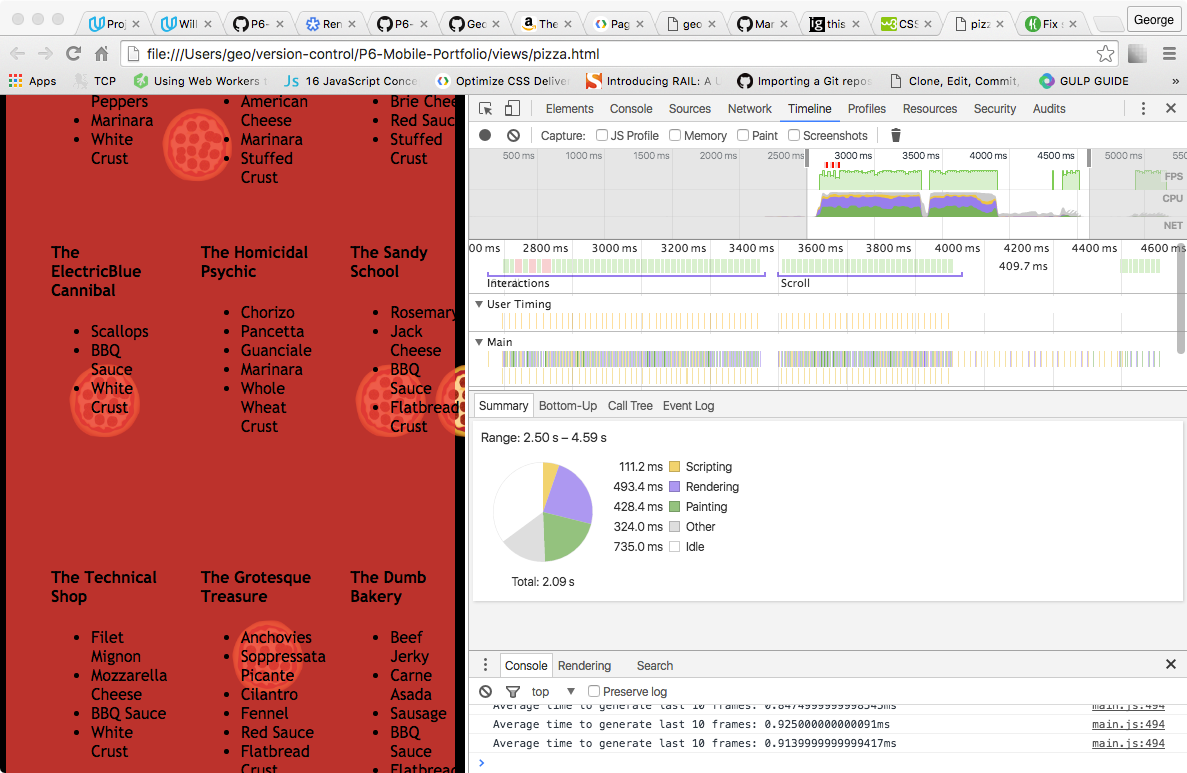 Proj
Wil
P6-
Ren
P6-
Geo
The
Pag
geo
Mar
this
CSS
pizz
Fix s
George
file:///Users/geo/version-control/P6-Mobile-Portfolio/views/pizza.html
Apps
TCP
Using Web Workers t
16 JavaScript Conce
Optimize CSS Deliver
Introducing RAIL: A U
Importing a Git repos
Clone, Edit, Commit,
GULP GUIDE
»
Elements Console Sources Network Timeline Profiles Resources Security Audits
Capture: JS Profile Memory Paint Screenshots
500 ms 1000 ms 1500 ms 2000 ms 2500 ms 3000 ms 3500 ms 4000 ms 4500 ms 5000 ms 550
FPS
CPU
NET
00 ms 2800 ms 3000 ms 3200 ms 3400 ms 3600 ms 3800 ms 4000 ms 4200 ms 4400 ms 4600 ms
409.7 ms
Interactions
Scroll
User Timing
Main
Summary Bottom-Up Call Tree Event Log
Range: 2.50 s – 4.59 s
111.2 ms Scripting
493.4 ms Rendering
428.4 ms Painting
324.0 ms Other
735.0 ms Idle
Total: 2.09 s
Console Rendering Search
top Preserve log
Average time to generate last 10 frames: 0.8474999999998545ms main.js:494
Average time to generate last 10 frames: 0.925000000000091ms main.js:494
Average time to generate last 10 frames: 0.9139999999999417ms main.js:494
Peppers
Marinara
White
Crust
American
Cheese
Marinara
Stuffed
Crust
Brie Chee
Red Sauc
Stuffed
Crust
The
ElectricBlue
Cannibal
Scallops
BBQ
Sauce
White
Crust
The Homicidal
Psychic
Chorizo
Pancetta
Guanciale
Marinara
Whole
Wheat
Crust
The Sandy
School
Rosemary
Jack
Cheese
BBQ
Sauce
Flatbread
Crust
The Technical
Shop
Filet
Mignon
Mozzarella
Cheese
BBQ Sauce
White
Crust
The Grotesque
Treasure
Anchovies
Soppressata
Picante
Cilantro
Fennel
Red Sauce
Flatbread
Crust
The Dumb
Bakery
Beef
Jerky
Carne
Asada
Sausage
BBQ
Sauce
Flatbread